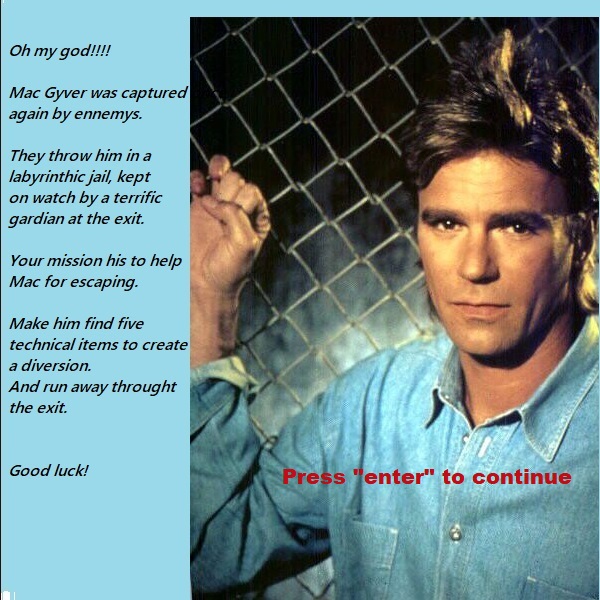 Oh my god!!!!
Mac Gyver was captured
again by ennemys.
They throw him in a
labyrinthic jail, kept
on watch by a terrific
gardian at the exit.
Your mission his to help
Mac for escaping.
Make him find five
technical items to create
a diversion.
And run away throught
the exit.
Good luck!
Press "enter" to continue